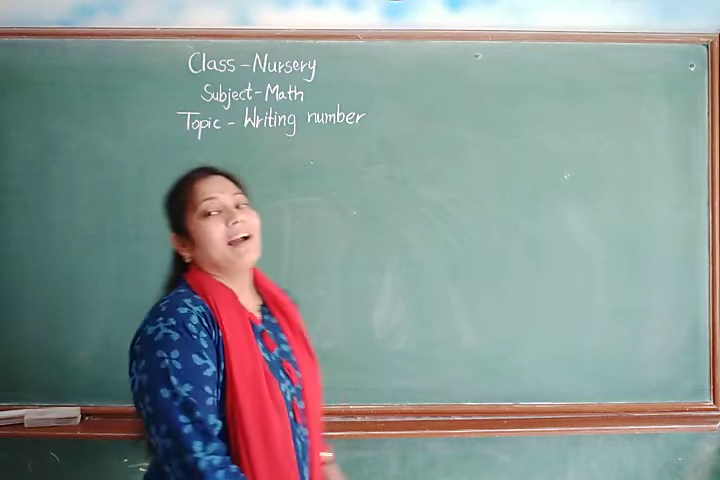 Class - Nursery
Subject - Math
Topic - Writing number